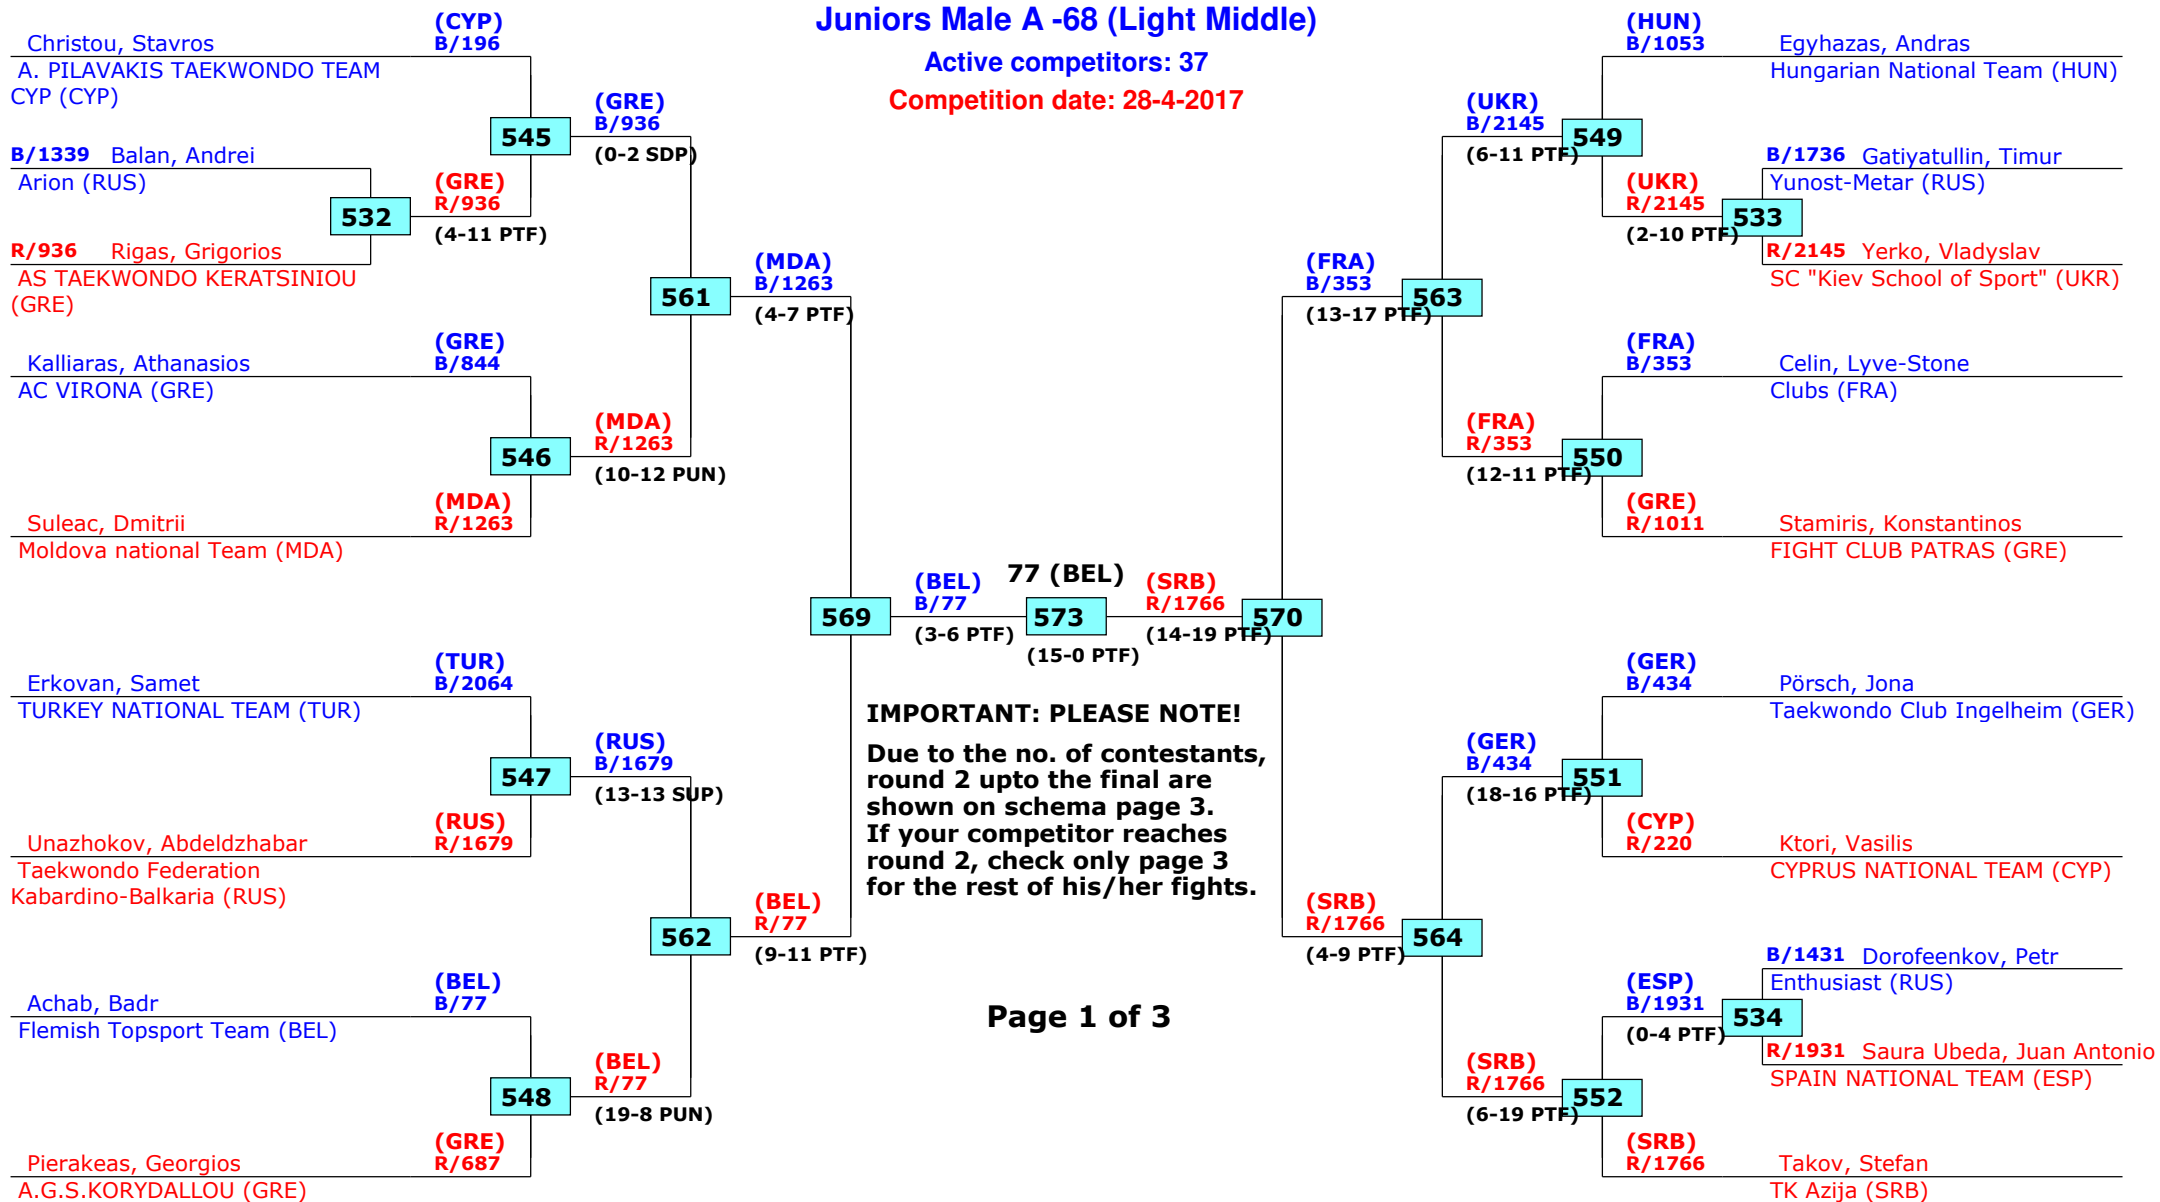 Juniors Male A -68 (Light Middle)
Active competitors: 37
Competition date: 28-4-2017
(CYP)
Christou, Stavros B/196
A. PILAVAKIS TAEKWONDO TEAM
CYP (CYP)
545
(GRE)
B/936
(0-2 SDP)
B/1339 Balan, Andrei
Arion (RUS)
532
(GRE)
R/936
(4-11 PTF)
R/936 Rigas, Grigorios
AS TAEKWONDO KERATSINIOU
(GRE)
561
(MDA)
B/1263
(4-7 PTF)
(GRE)
Kalliaras, Athanasios B/844
AC VIRONA (GRE)
546
(MDA)
R/1263
(10-12 PUN)
(MDA)
Suleac, Dmitrii R/1263
Moldova national Team (MDA)
569
(BEL)
B/77
(3-6 PTF)
77 (BEL)
573
(15-0 PTF)
(SRB)
R/1766
(14-19 PTF)
570
(TUR)
Erkovan, Samet B/2064
TURKEY NATIONAL TEAM (TUR)
547
(RUS)
B/1679
(13-13 SUP)
(RUS)
Unazhokov, Abdeldzhabar R/1679
Taekwondo Federation
Kabardino-Balkaria (RUS)
562
(BEL)
R/77
(9-11 PTF)
(BEL)
Achab, Badr B/77
Flemish Topsport Team (BEL)
548
(BEL)
R/77
(19-8 PUN)
(GRE)
Pierakeas, Georgios R/687
A.G.S.KORYDALLOU (GRE)
IMPORTANT: PLEASE NOTE!
Due to the no. of contestants,
round 2 upto the final are
shown on schema page 3.
If your competitor reaches
round 2, check only page 3
for the rest of his/her fights.
Page 1 of 3
(HUN)
B/1053 Egyhazas, Andras
Hungarian National Team (HUN)
(UKR)
B/2145
(6-11 PTF)
549
B/1736 Gatiyatullin, Timur
Yunost-Metar (RUS)
(UKR)
R/2145
(2-10 PTF)
533
R/2145 Yerko, Vladyslav
SC "Kiev School of Sport" (UKR)
(FRA)
B/353
(13-17 PTF)
563
(FRA)
B/353 Celin, Lyve-Stone
Clubs (FRA)
(FRA)
R/353
(12-11 PTF)
550
(GRE)
R/1011 Stamiris, Konstantinos
FIGHT CLUB PATRAS (GRE)
(GER)
B/434 Pörsch, Jona
Taekwondo Club Ingelheim (GER)
(GER)
B/434
(18-16 PTF)
551
(CYP)
R/220 Ktori, Vasilis
CYPRUS NATIONAL TEAM (CYP)
(SRB)
R/1766
(4-9 PTF)
564
B/1431 Dorofeenkov, Petr
Enthusiast (RUS)
(ESP)
B/1931
(0-4 PTF)
534
R/1931 Saura Ubeda, Juan Antonio
SPAIN NATIONAL TEAM (ESP)
(SRB)
R/1766
(6-19 PTF)
552
(SRB)
R/1766 Takov, Stefan
TK Azija (SRB)